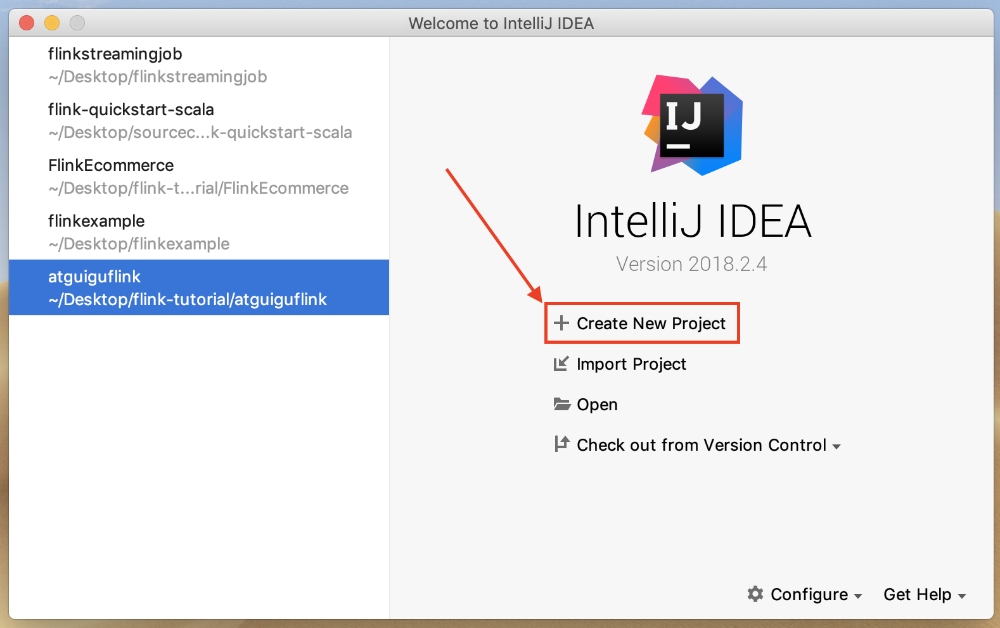 Welcome to IntelliJ IDEA
flinkstreamingjob
~/Desktop/flinkstreamingjob
flink-quickstart-scala
~/Desktop/sourcec...k-quickstart-scala
FlinkEcommerce
~/Desktop/flink-t...rial/FlinkEcommerce
flinkexample
~/Desktop/flinkexample
atguiguflink
~/Desktop/flink-tutorial/atguiguflink
IJ
IntelliJ IDEA
Version 2018.2.4
Create New Project
Import Project
Open
Check out from Version Control
Configure
Get Help